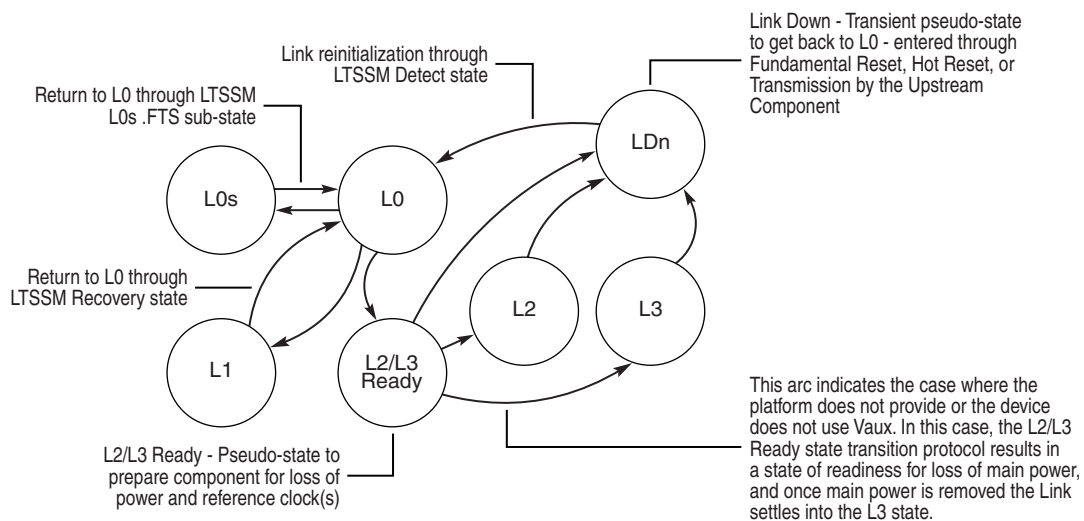 Link Down - Transient pseudo-state
to get back to L0 - entered through
Fundamental Reset, Hot Reset, or
Transmission by the Upstream
Component
Link reinitialization through
LTSSM Detect state
Return to L0 through LTSSM
L0s .FTS sub-state
LDn
L0s
L0
Return to L0 through
LTSSM Recovery state
L2
L3
L1
L2/L3
Ready
This arc indicates the case where the
platform does not provide or the device
does not use Vaux. In this case, the L2/L3
Ready state transition protocol results in
a state of readiness for loss of main power,
and once main power is removed the Link
settles into the L3 state.
L2/L3 Ready - Pseudo-state to
prepare component for loss of
power and reference clock(s)